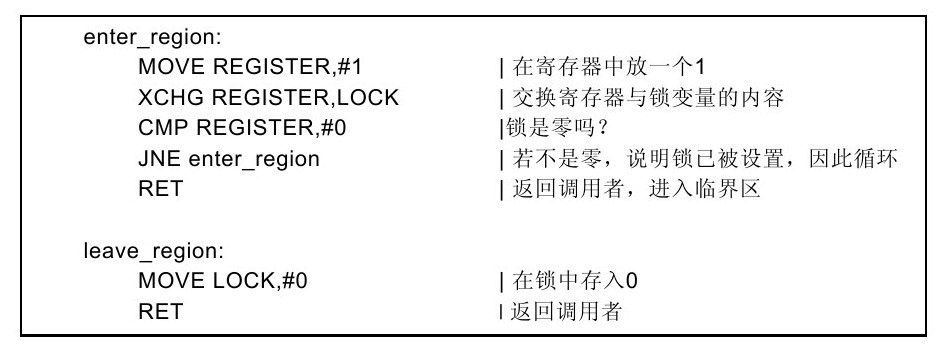 enter_region:
MOVE REGISTER,#1 | 在寄存器中放一个1
XCHG REGISTER,LOCK | 交换寄存器与锁变量的内容
CMP REGISTER,#0 |锁是零吗？
JNE enter_region | 若不是零，说明锁已被设置，因此循环
RET | 返回调用者，进入临界区
leave_region:
MOVE LOCK,#0 | 在锁中存入0
RET | 返回调用者